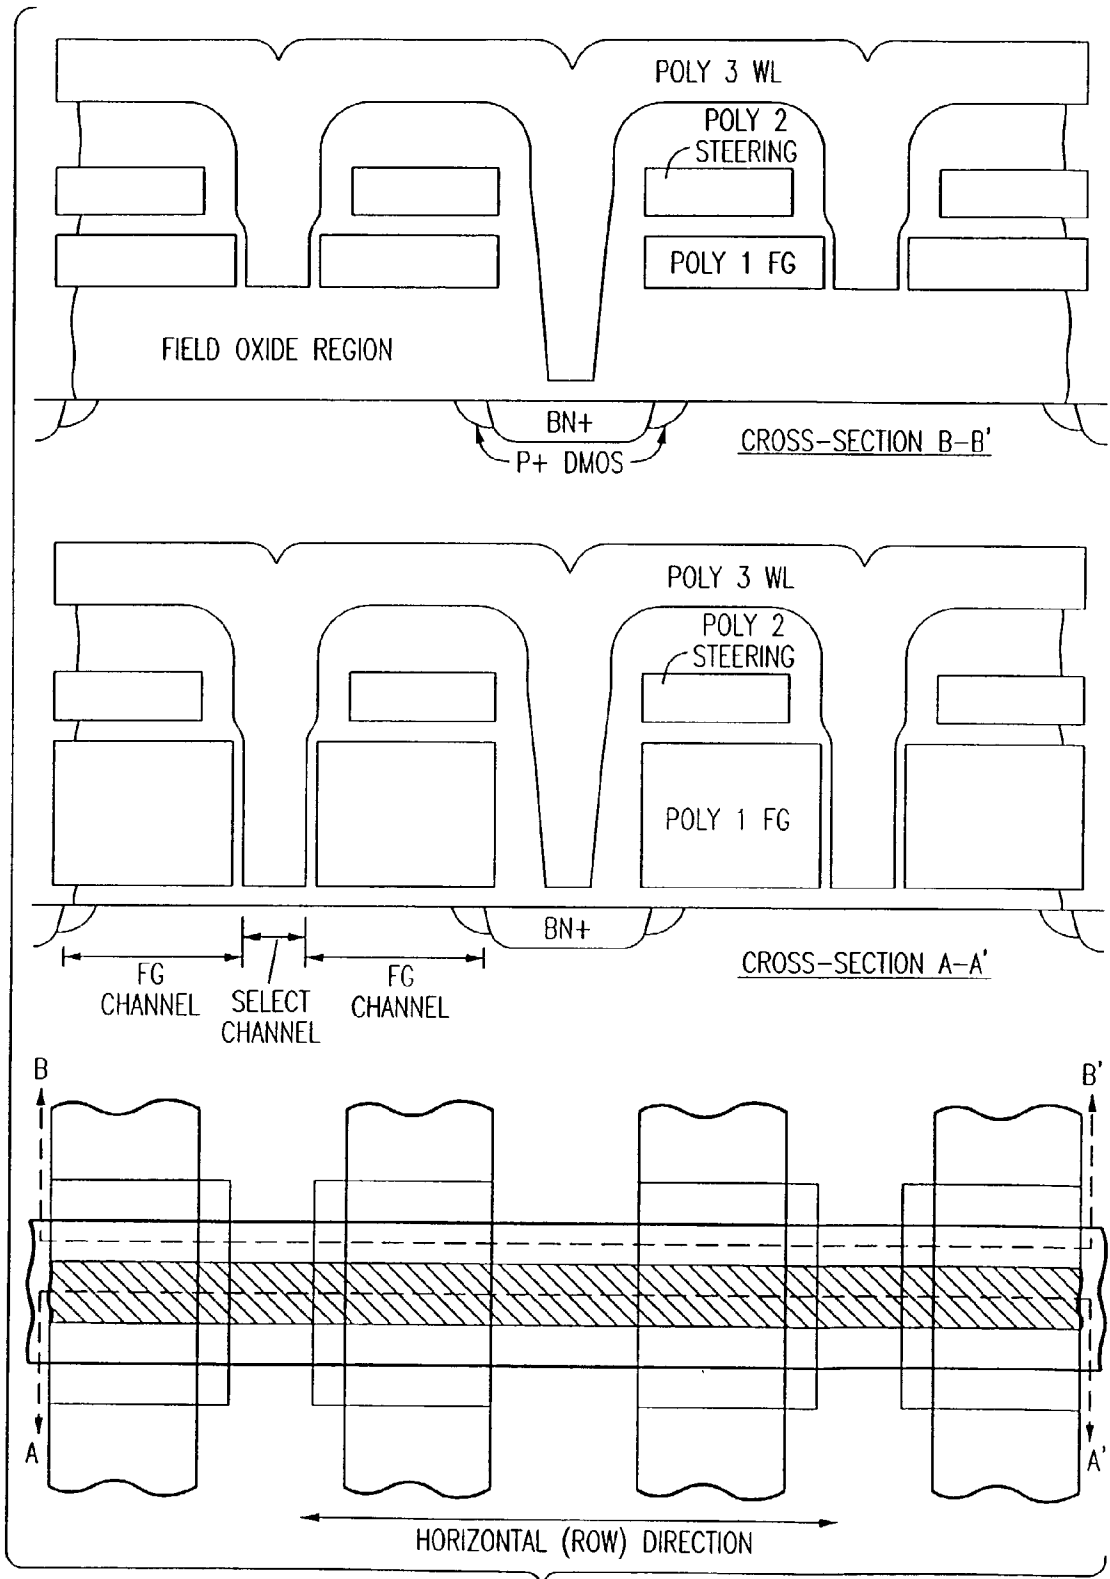 POLY 3 WL
POLY 2
STEERING
POLY 1 FG
FIELD OXIDE REGION
BN+
P+ DMOS
CROSS-SECTION B-B'
POLY 3 WL
POLY 2
STEERING
POLY 1 FG
BN+
CROSS-SECTION A-A'
FG
CHANNEL
SELECT
CHANNEL
FG
CHANNEL
B
B'
A
A'
HORIZONTAL (ROW) DIRECTION